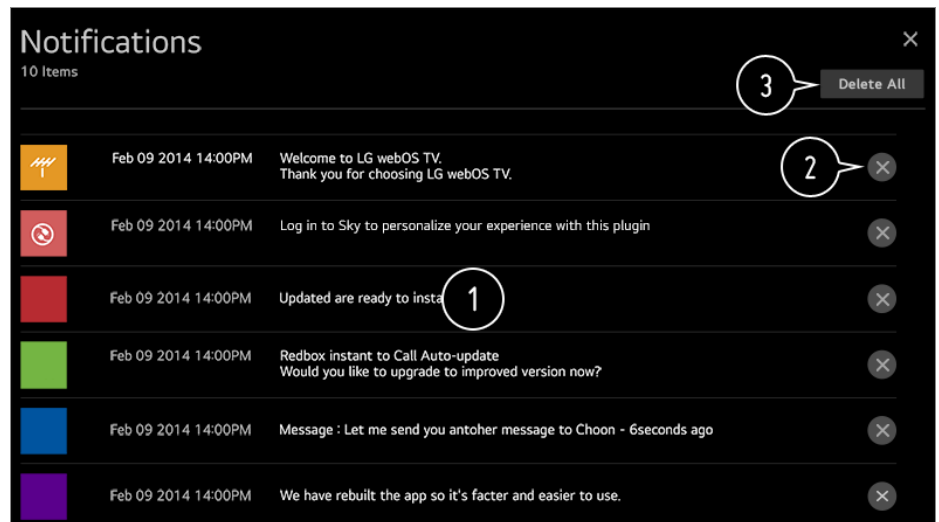 Notifications
10 Items
3
Delete All
Feb 09 2014 14:00PM
Welcome to LG webOS TV.
Thank you for choosing LG webOS TV.
2
Feb 09 2014 14:00PM
Log in to Sky to personalize your experience with this plugin
Feb 09 2014 14:00PM
Updated are ready to insta
1
Feb 09 2014 14:00PM
Redbox instant to Call Auto-update
Would you like to upgrade to improved version now?
Feb 09 2014 14:00PM
Message : Let me send you antoher message to Choon - 6seconds ago
Feb 09 2014 14:00PM
We have rebuilt the app so it's facter and easier to use.